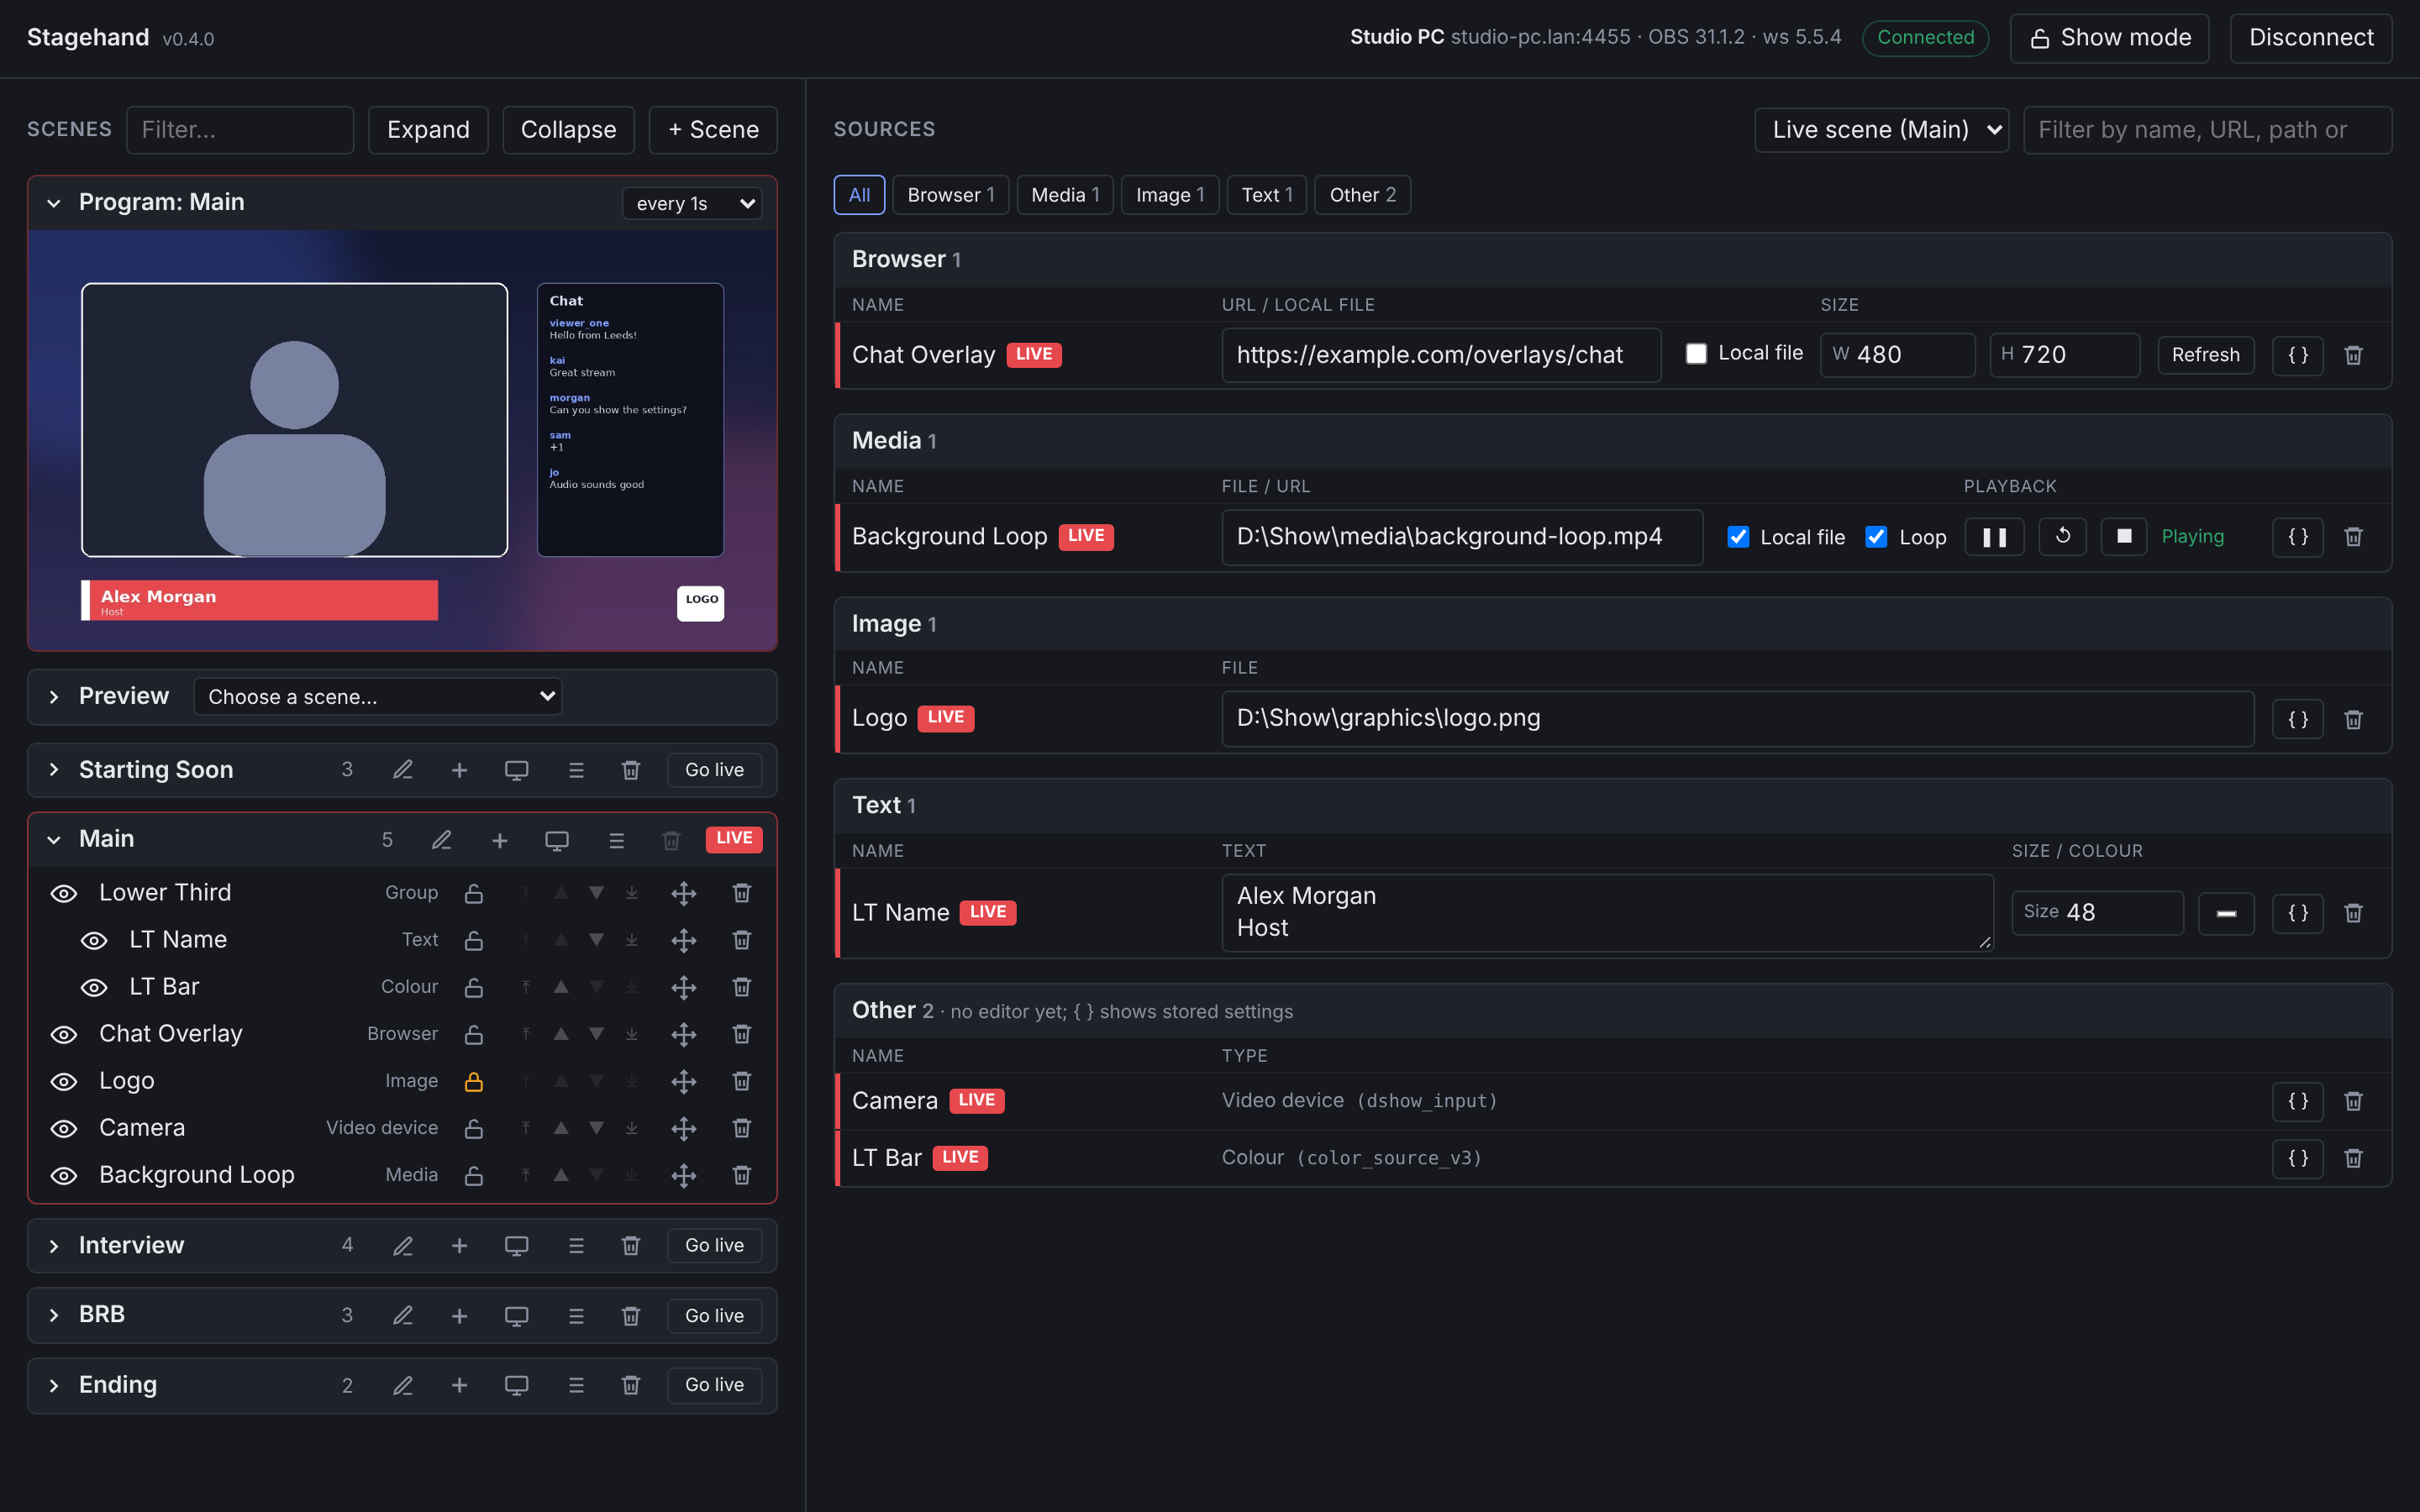 Stagehand v0.4.0
Studio PC studio-pc.lan:4455 · OBS 31.1.2 · ws 5.5.4
Connected
Show mode
Disconnect
SCENES
Filter...
Expand
Collapse
+ Scene
Program: Main
every 1s
Chat
viewer_one
Hello from Leeds!
kai
Great stream
morgan
Can you show the settings?
sam
+1
jo
Audio sounds good
Alex Morgan
Host
LOGO
Preview
Choose a scene...
Starting Soon 3 Go live
Main 5 LIVE
Lower Third Group
LT Name Text
LT Bar Colour
Chat Overlay Browser
Logo Image
Camera Video device
Background Loop Media
Interview 4 Go live
BRB 3 Go live
Ending 2 Go live
SOURCES
Live scene (Main)
Filter by name, URL, path or
All
Browser 1
Media 1
Image 1
Text 1
Other 2
Browser 1
NAME URL / LOCAL FILE SIZE
Chat Overlay LIVE https://example.com/overlays/chat Local file W 480 H 720 Refresh { }
Media 1
NAME FILE / URL PLAYBACK
Background Loop LIVE D:\Show\media\background-loop.mp4 Local file Loop Playing { }
Image 1
NAME FILE
Logo LIVE D:\Show\graphics\logo.png { }
Text 1
NAME TEXT SIZE / COLOUR
LT Name LIVE
Alex Morgan
Host
Size 48 { }
Other 2 · no editor yet; { } shows stored settings
NAME TYPE
Camera LIVE Video device (dshow_input) { }
LT Bar LIVE Colour (color_source_v3) { }